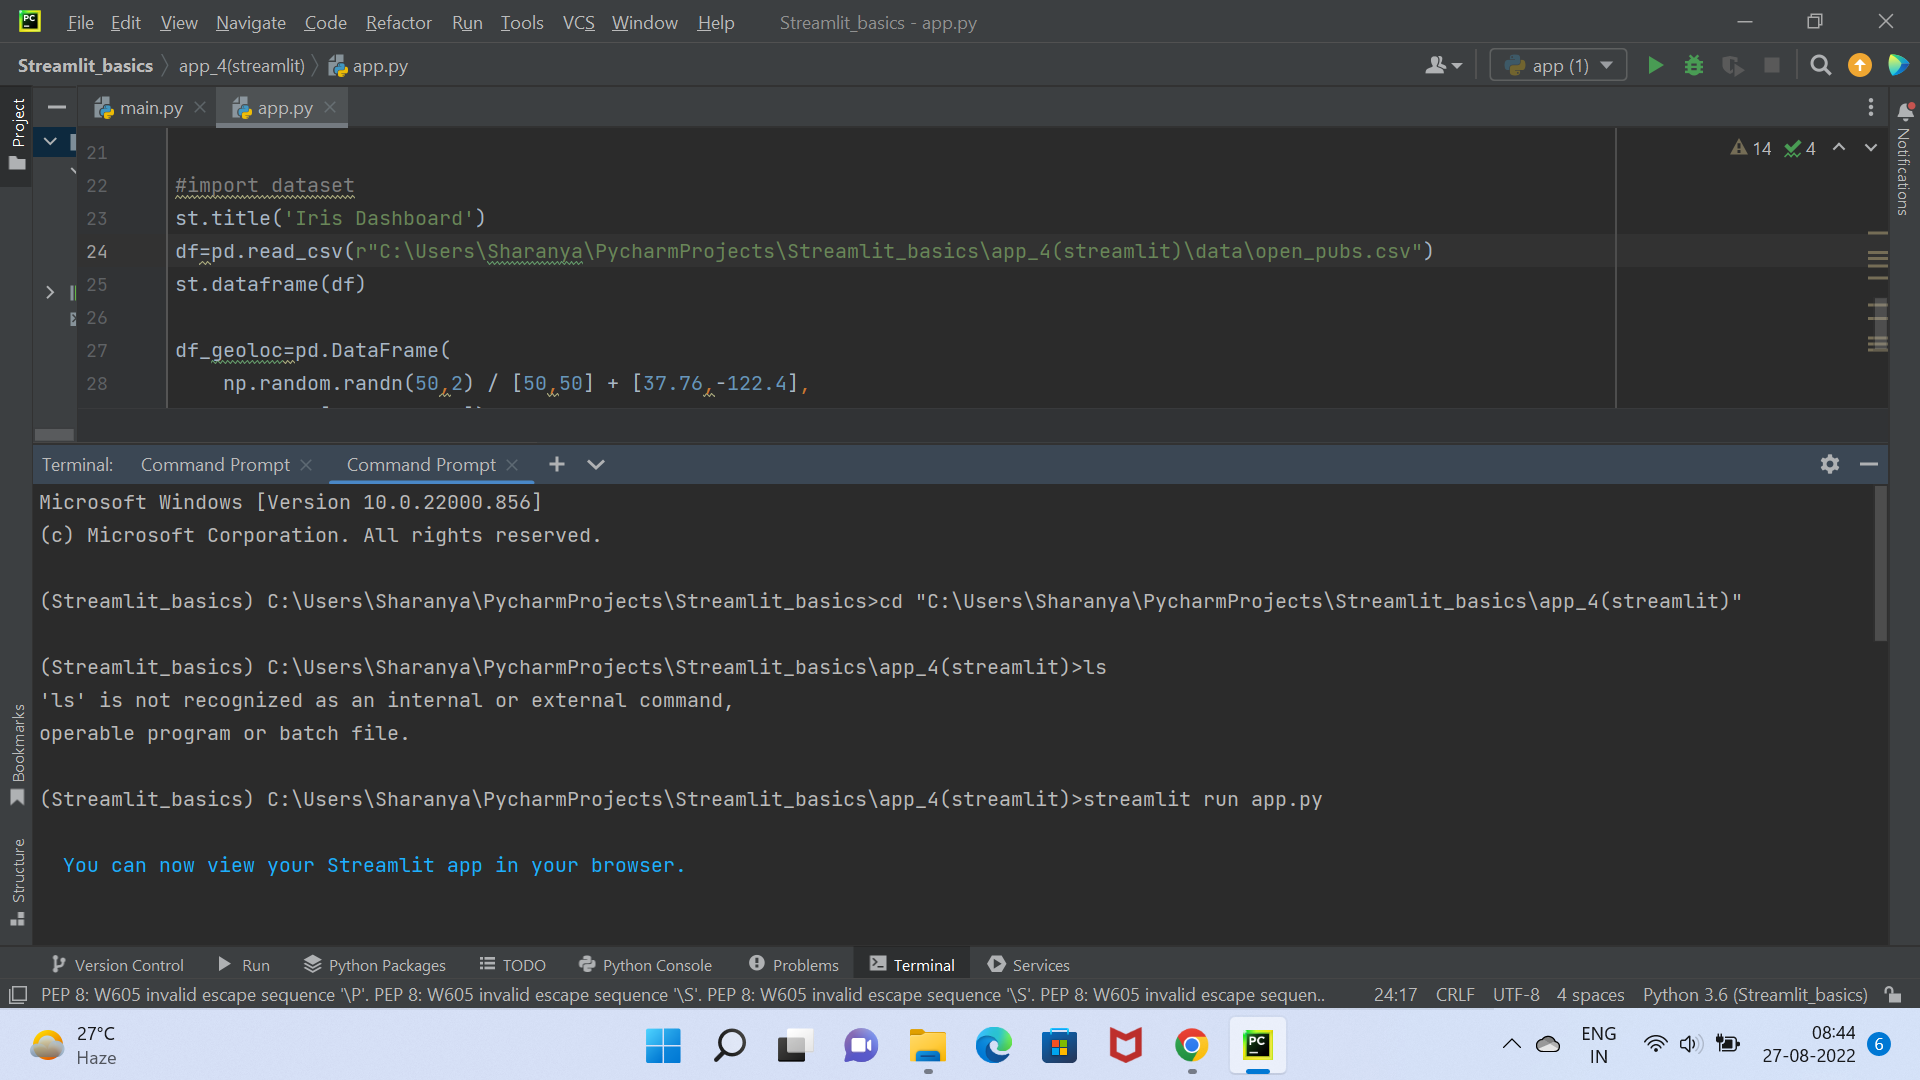 PC File Edit View Navigate Code Refactor Run Tools VCS Window Help Streamlit_basics - app.py
Streamlit_basics app_4(streamlit) app.py app (1)
Project
main.py app.py
14 4
Notifications
21
22 #import dataset
23 st.title('Iris Dashboard')
24 df=pd.read_csv(r"C:\Users\Sharanya\PycharmProjects\Streamlit_basics\app_4(streamlit)\data\open_pubs.csv")
25 st.dataframe(df)
26
27 df_geoloc=pd.DataFrame(
28 np.random.randn(50,2) / [50,50] + [37.76,-122.4],
Terminal: Command Prompt Command Prompt
Microsoft Windows [Version 10.0.22000.856]
(c) Microsoft Corporation. All rights reserved.
(Streamlit_basics) C:\Users\Sharanya\PycharmProjects\Streamlit_basics>cd "C:\Users\Sharanya\PycharmProjects\Streamlit_basics\app_4(streamlit)"
(Streamlit_basics) C:\Users\Sharanya\PycharmProjects\Streamlit_basics\app_4(streamlit)>ls
'ls' is not recognized as an internal or external command,
operable program or batch file.
(Streamlit_basics) C:\Users\Sharanya\PycharmProjects\Streamlit_basics\app_4(streamlit)>streamlit run app.py
You can now view your Streamlit app in your browser.
Bookmarks
Structure
Version Control Run Python Packages TODO Python Console Problems Terminal Services
PEP 8: W605 invalid escape sequence '\P'. PEP 8: W605 invalid escape sequence '\S'. PEP 8: W605 invalid escape sequence '\S'. PEP 8: W605 invalid escape sequen.. 24:17 CRLF UTF-8 4 spaces Python 3.6 (Streamlit_basics)
27°C
Haze
PC
ENG
IN
08:44
27-08-2022
6